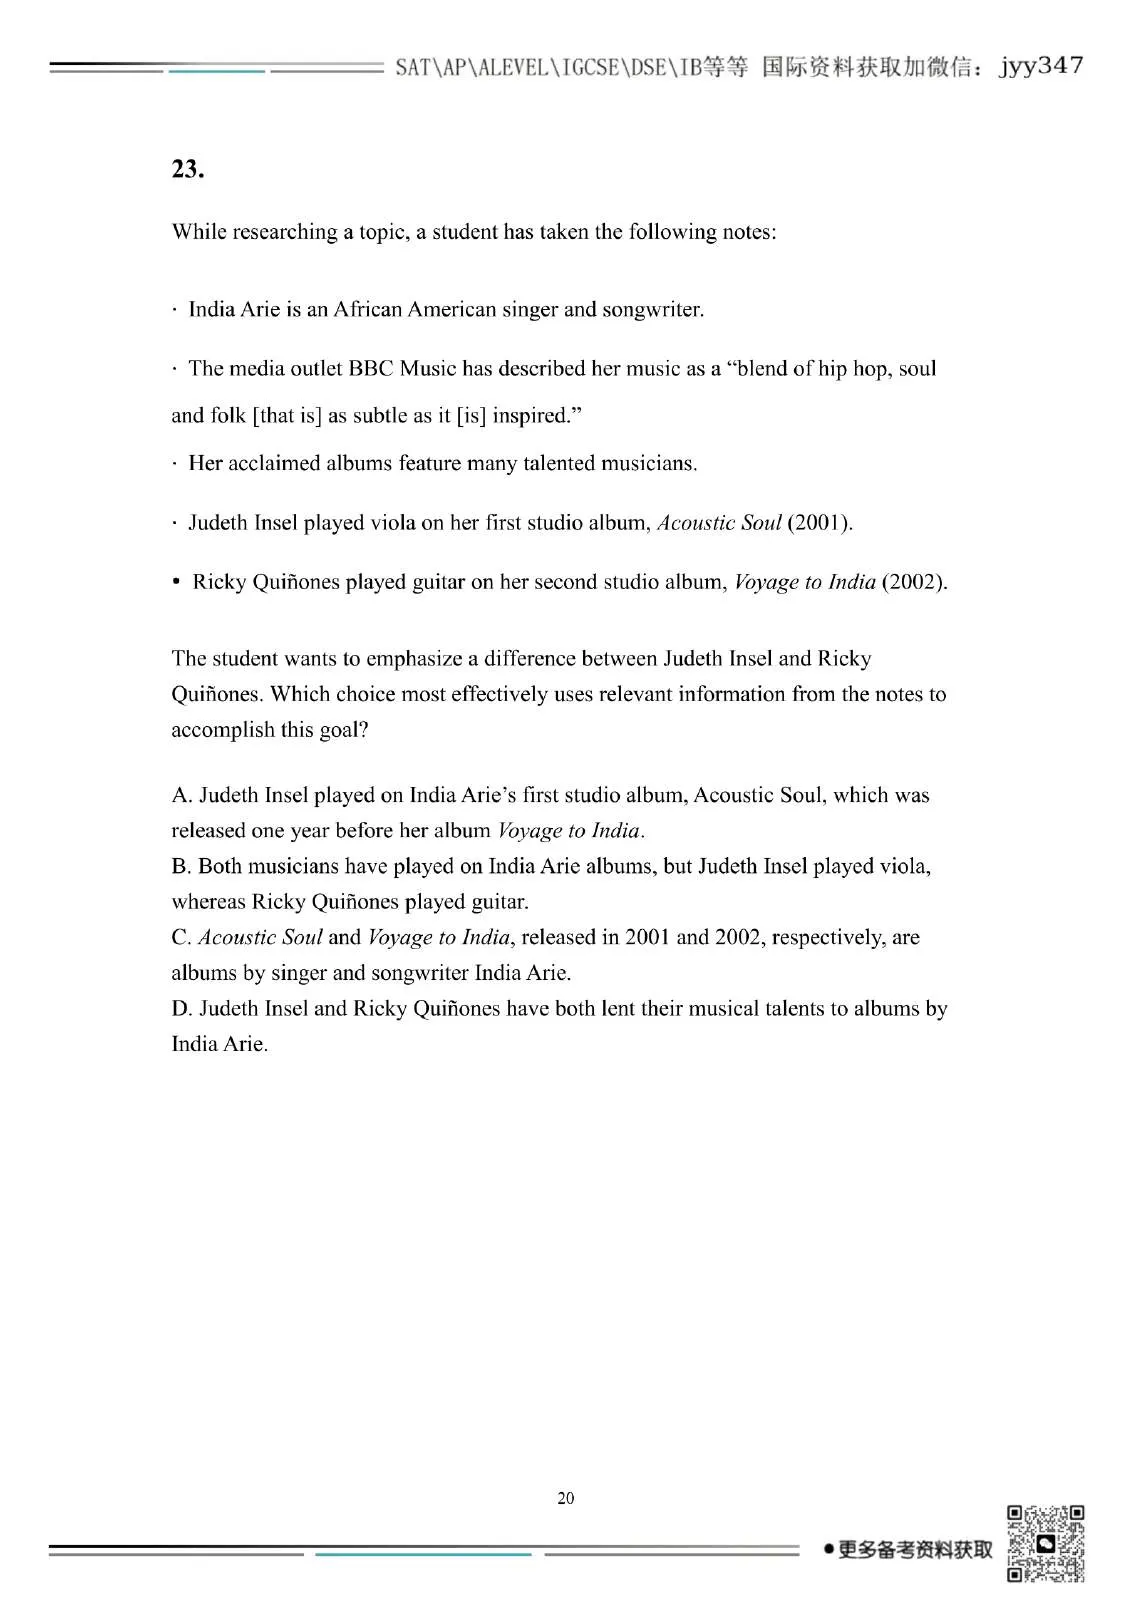 SAT\AP\ALEVEL\IGCSE\DSE\IB等等 国际资料获取加微信：jyy347
23.
While researching a topic, a student has taken the following notes:
· India Arie is an African American singer and songwriter.
· The media outlet BBC Music has described her music as a “blend of hip hop, soul
and folk [that is] as subtle as it [is] inspired.”
· Her acclaimed albums feature many talented musicians.
· Judeth Insel played viola on her first studio album, Acoustic Soul (2001).
• Ricky Quiñones played guitar on her second studio album, Voyage to India (2002).
The student wants to emphasize a difference between Judeth Insel and Ricky
Quiñones. Which choice most effectively uses relevant information from the notes to
accomplish this goal?
A. Judeth Insel played on India Arie’s first studio album, Acoustic Soul, which was
released one year before her album Voyage to India.
B. Both musicians have played on India Arie albums, but Judeth Insel played viola,
whereas Ricky Quiñones played guitar.
C. Acoustic Soul and Voyage to India, released in 2001 and 2002, respectively, are
albums by singer and songwriter India Arie.
D. Judeth Insel and Ricky Quiñones have both lent their musical talents to albums by
India Arie.
20
●更多备考资料获取